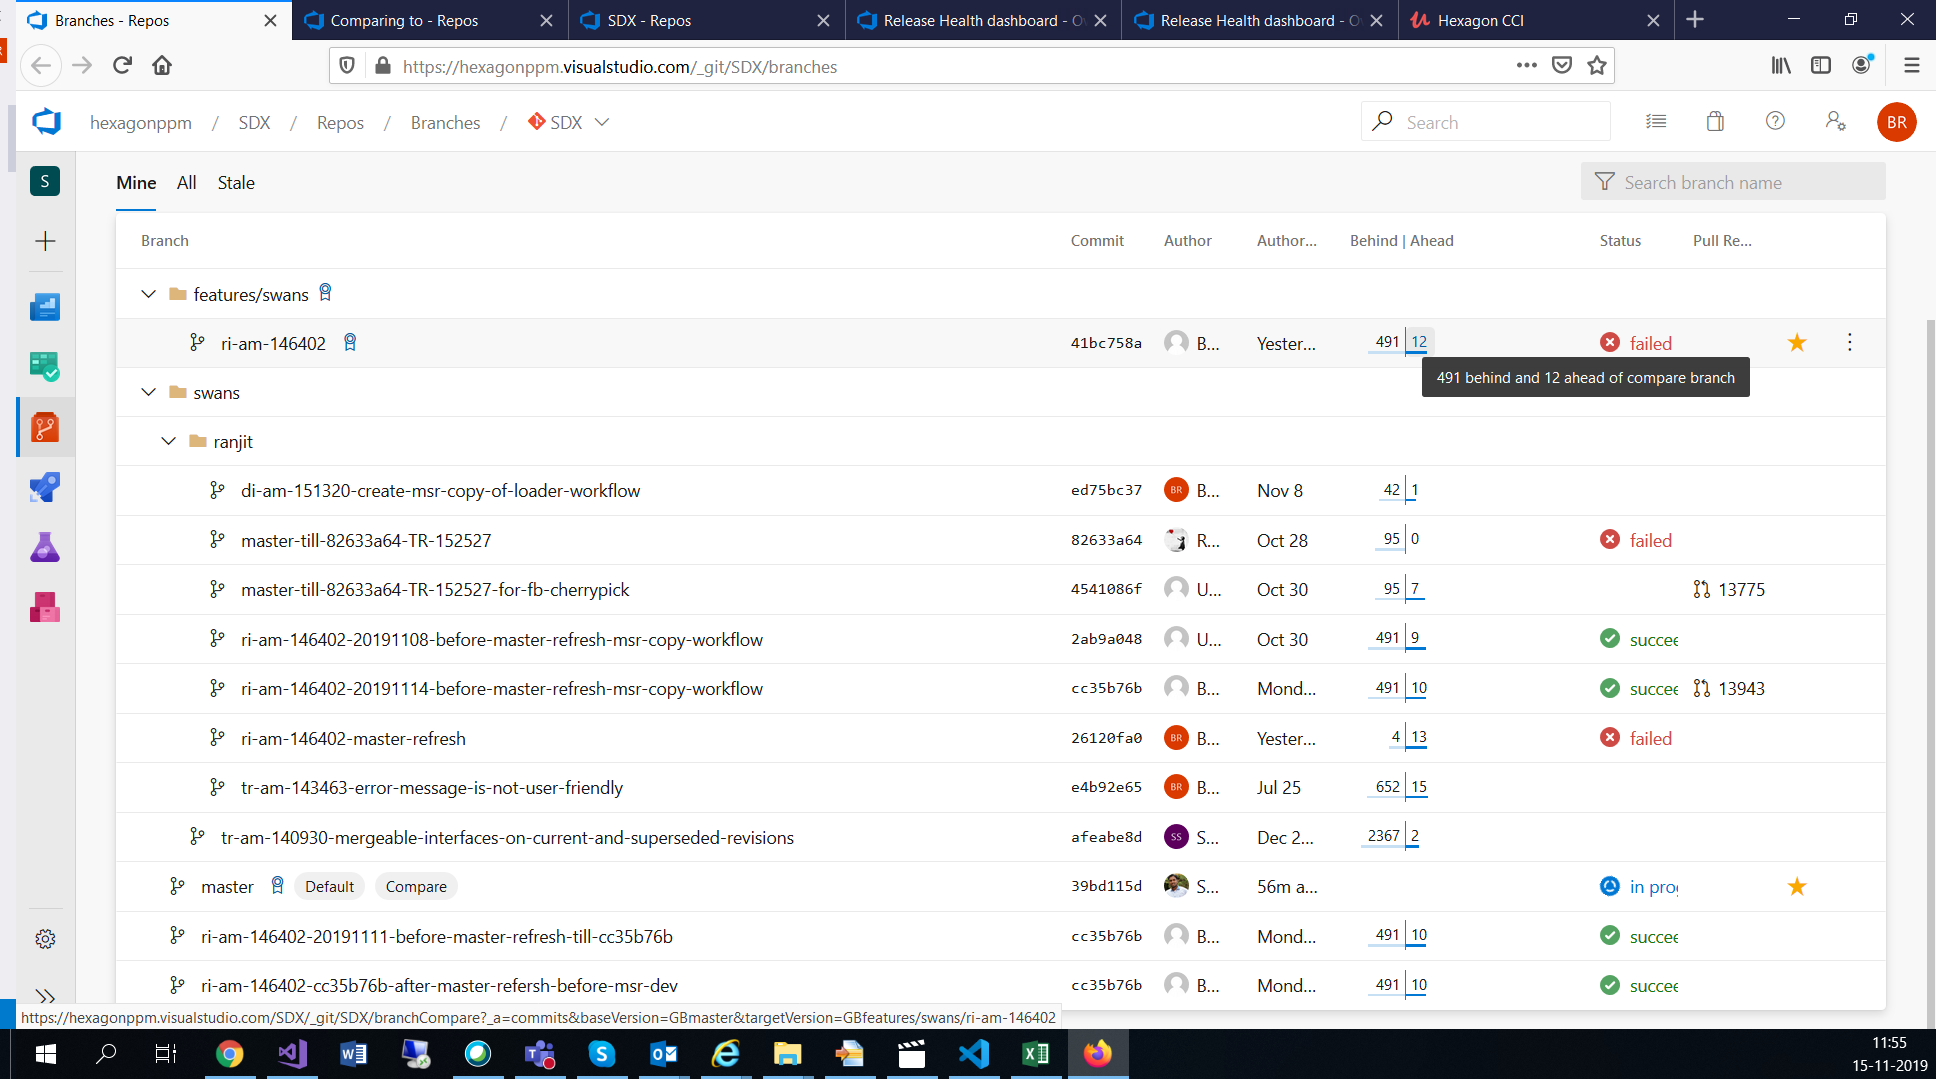 Branches - Repos
Comparing to - Repos
SDX - Repos
Release Health dashboard - Ov
Release Health dashboard - Ov
Hexagon CCI
https://hexagonppm.visualstudio.com/_git/SDX/branches
hexagonppm / SDX / Repos / Branches / SDX
Search
BR
S
Mine All Stale
Search branch name
Branch Commit Author Author... Behind | Ahead Status Pull Re...
features/swans
ri-am-146402 41bc758a B... Yester... 491 12 failed
491 behind and 12 ahead of compare branch
swans
ranjit
di-am-151320-create-msr-copy-of-loader-workflow ed75bc37 BR B... Nov 8 42 1
master-till-82633a64-TR-152527 82633a64 R... Oct 28 95 0 failed
master-till-82633a64-TR-152527-for-fb-cherrypick 4541086f U... Oct 30 95 7 13775
ri-am-146402-20191108-before-master-refresh-msr-copy-workflow 2ab9a048 U... Oct 30 491 9 succee
ri-am-146402-20191114-before-master-refresh-msr-copy-workflow cc35b76b B... Mond... 491 10 succee 13943
ri-am-146402-master-refresh 26120fa0 BR B... Yester... 4 13 failed
tr-am-143463-error-message-is-not-user-friendly e4b92e65 BR B... Jul 25 652 15
tr-am-140930-mergeable-interfaces-on-current-and-superseded-revisions afeabe8d SS S... Dec 2... 2367 2
master Default Compare 39bd115d S... 56m a... in prog
ri-am-146402-20191111-before-master-refresh-till-cc35b76b cc35b76b B... Mond... 491 10 succee
ri-am-146402-cc35b76b-after-master-refersh-before-msr-dev cc35b76b B... Mond... 491 10 succee
https://hexagonppm.visualstudio.com/SDX/_git/SDX/branchCompare?_a=commits&baseVersion=GBmaster&targetVersion=GBfeatures/swans/ri-am-146402
11:55
15-11-2019